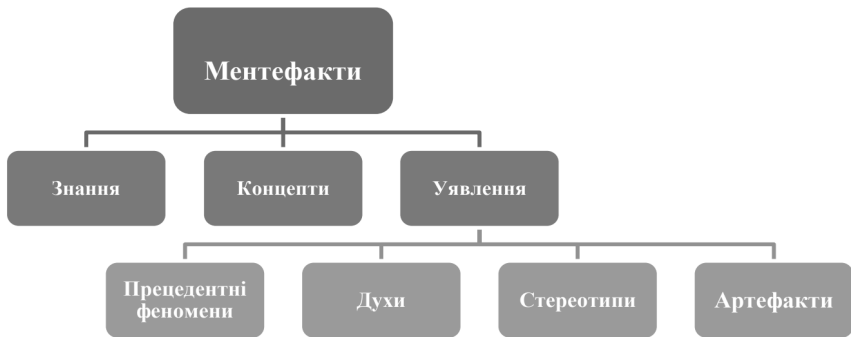 Ментефакти
Знання
Концепти
Уявлення
Прецедентні
феномени
Духи
Стереотипи
Артефакти